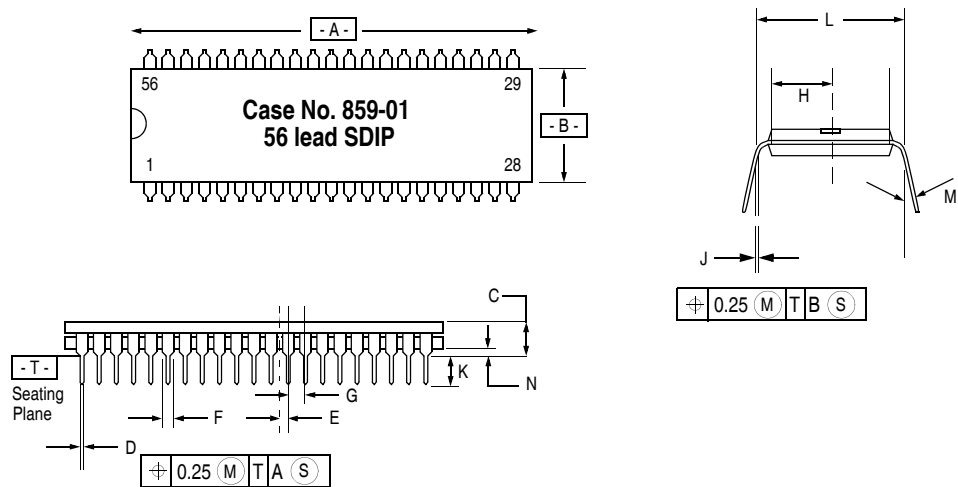 - A -
L
56
29
H
Case No. 859-01
56 lead SDIP
- B -
1
28
M
J
C
⌖ 0.25 Ⓜ T B Ⓢ
- T -
K
N
Seating
Plane
G
F
E
D
⌖ 0.25 Ⓜ T A Ⓢ